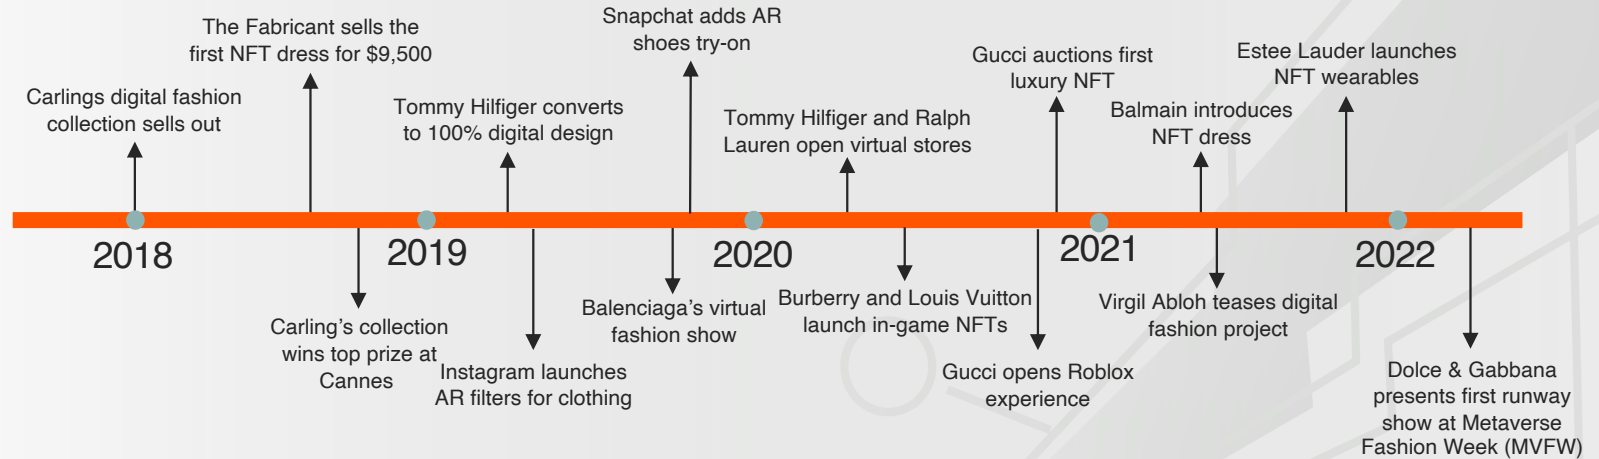 Carlings digital fashion
collection sells out
The Fabricant sells the
first NFT dress for $9,500
Tommy Hilfiger converts
to 100% digital design
Snapchat adds AR
shoes try-on
Tommy Hilfiger and Ralph
Lauren open virtual stores
Gucci auctions first
luxury NFT
Balmain introduces
NFT dress
Estee Lauder launches
NFT wearables
2018
2019
2020
2021
2022
Carling’s collection
wins top prize at
Cannes
Instagram launches
AR filters for clothing
Balenciaga’s virtual
fashion show
Burberry and Louis Vuitton
launch in-game NFTs
Gucci opens Roblox
experience
Virgil Abloh teases digital
fashion project
Dolce & Gabbana
presents first runway
show at Metaverse
Fashion Week (MVFW)